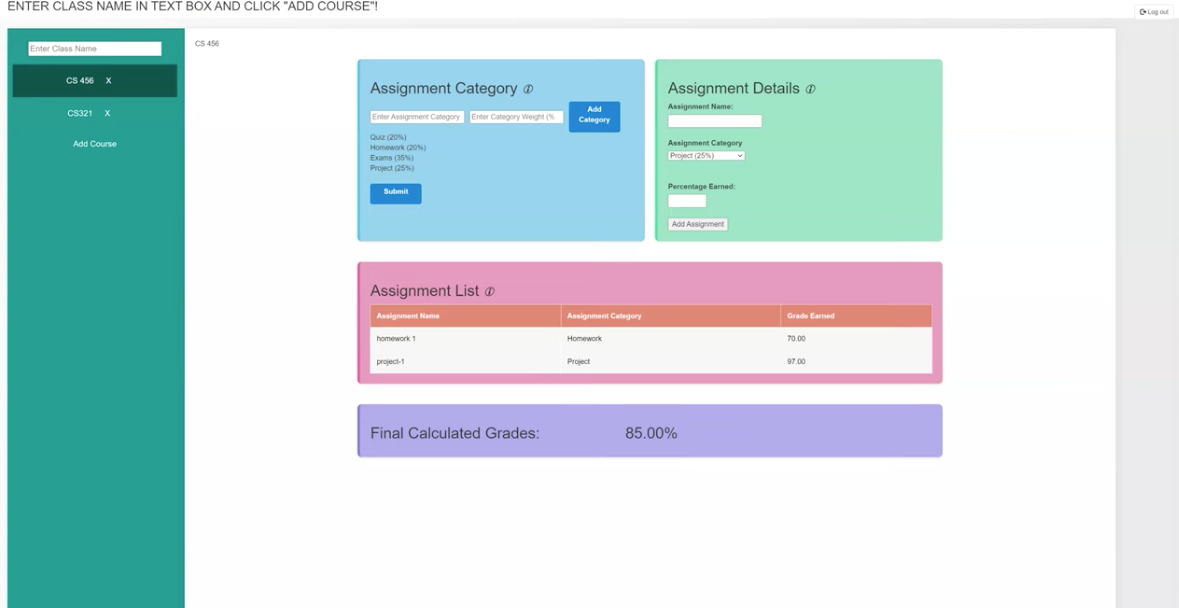 ENTER CLASS NAME IN TEXT BOX AND CLICK "ADD COURSE"!
Log out
Enter Class Name
CS 456 X
CS321 X
Add Course
CS 456
Assignment Category
Enter Assignment Category
Enter Category Weight (%
Add
Category
Quiz (20%)
Homework (20%)
Exams (35%)
Project (25%)
Submit
Assignment Details
Assignment Name:
Assignment Category
Project (25%)
Percentage Earned:
Add Assignment
Assignment List
Assignment Name Assignment Category Grade Earned
homework 1 Homework 70.00
project-1 Project 97.00
Final Calculated Grades: 85.00%